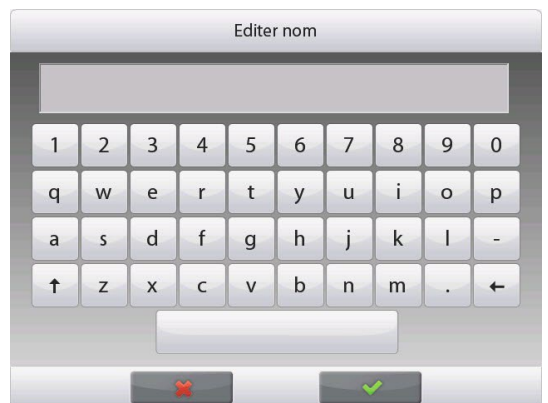 Editer nom
1 2 3 4 5 6 7 8 9 0
q w e r t y u i o p
a s d f g h j k l -
↑ z x c v b n m . ←